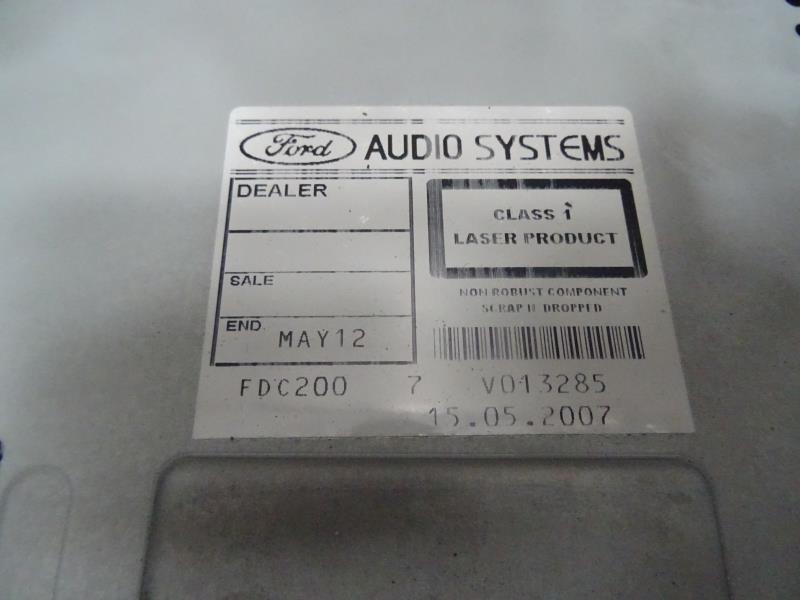 Ford AUDIO SYSTEMS
DEALER
CLASS 1
LASER PRODUCT
SALE
NON ROBUST COMPONENT
SCRAP IF DROPPED
END MAY12
FDC200 7 V013285
15.05.2007